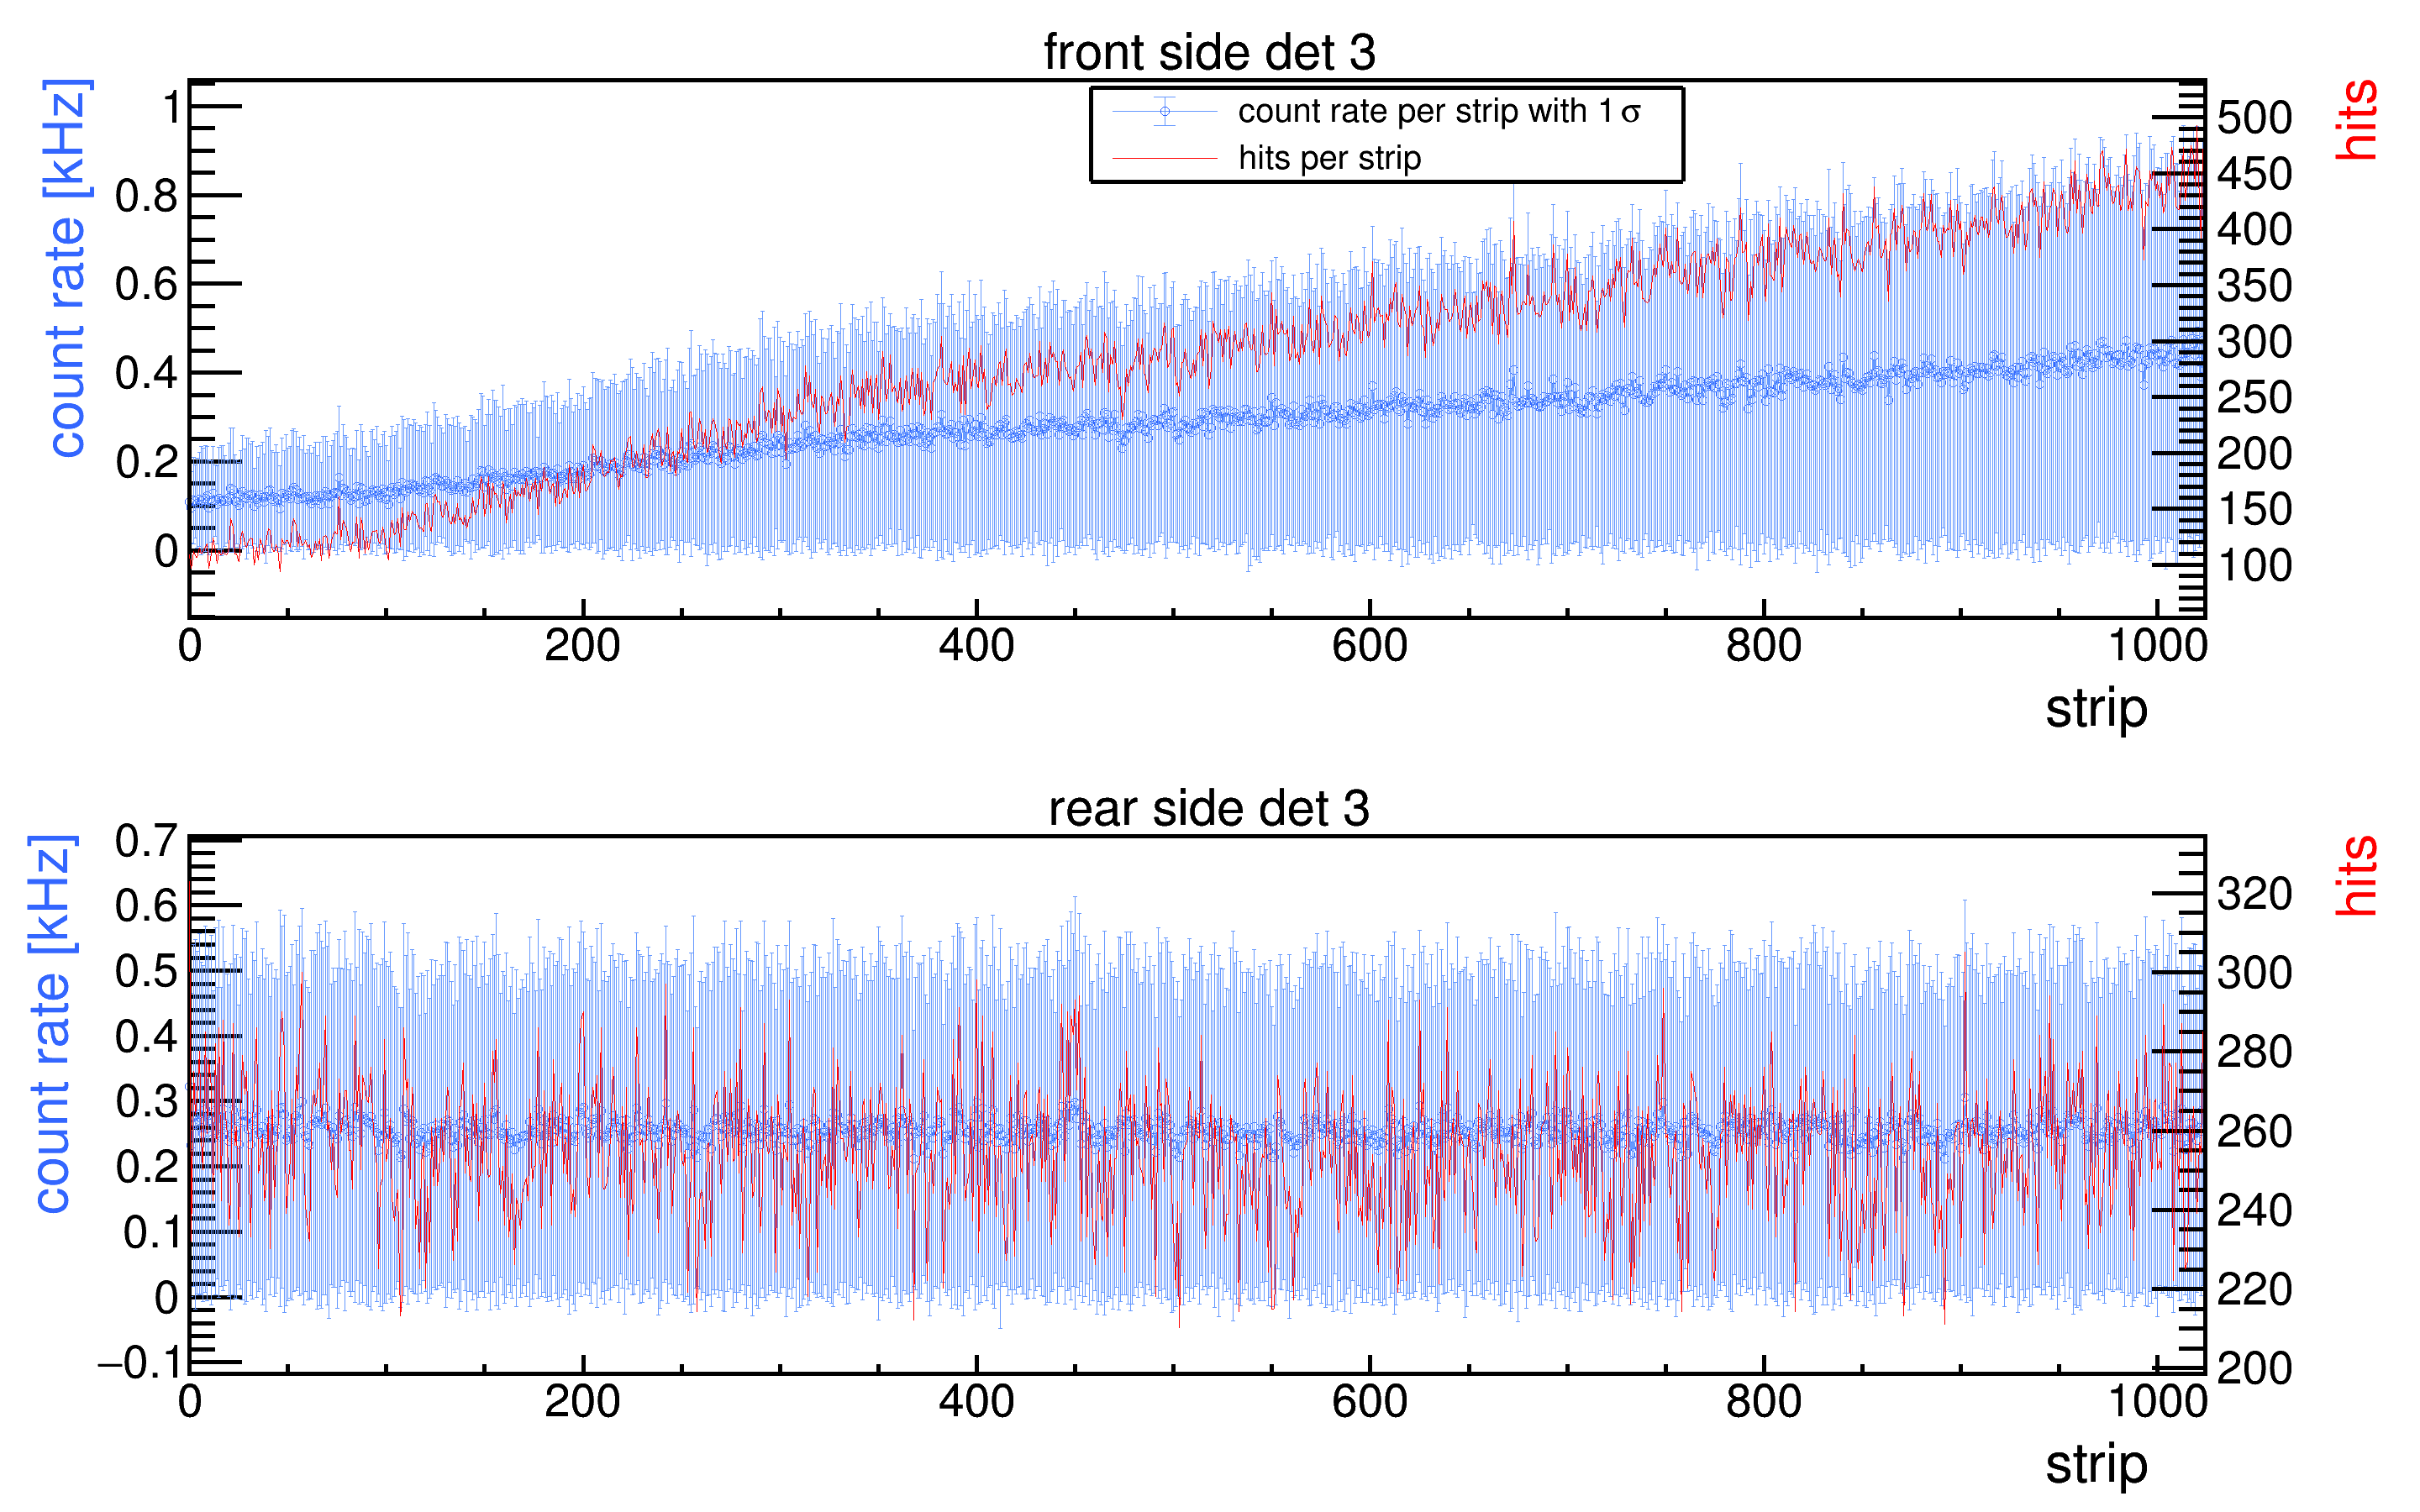 front side det 3
count rate [kHz]
hits
count rate per strip with 1 σ
hits per strip
1
0.8
0.6
0.4
0.2
0
500
450
400
350
300
250
200
150
100
0 200 400 600 800 1000
strip
rear side det 3
count rate [kHz]
hits
0.7
0.6
0.5
0.4
0.3
0.2
0.1
0
−0.1
320
300
280
260
240
220
200
0 200 400 600 800 1000
strip